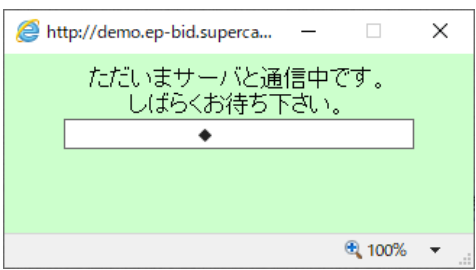 http://demo.ep-bid.superca...
ただいまサーバと通信中です。
しばらくお待ち下さい。
100%